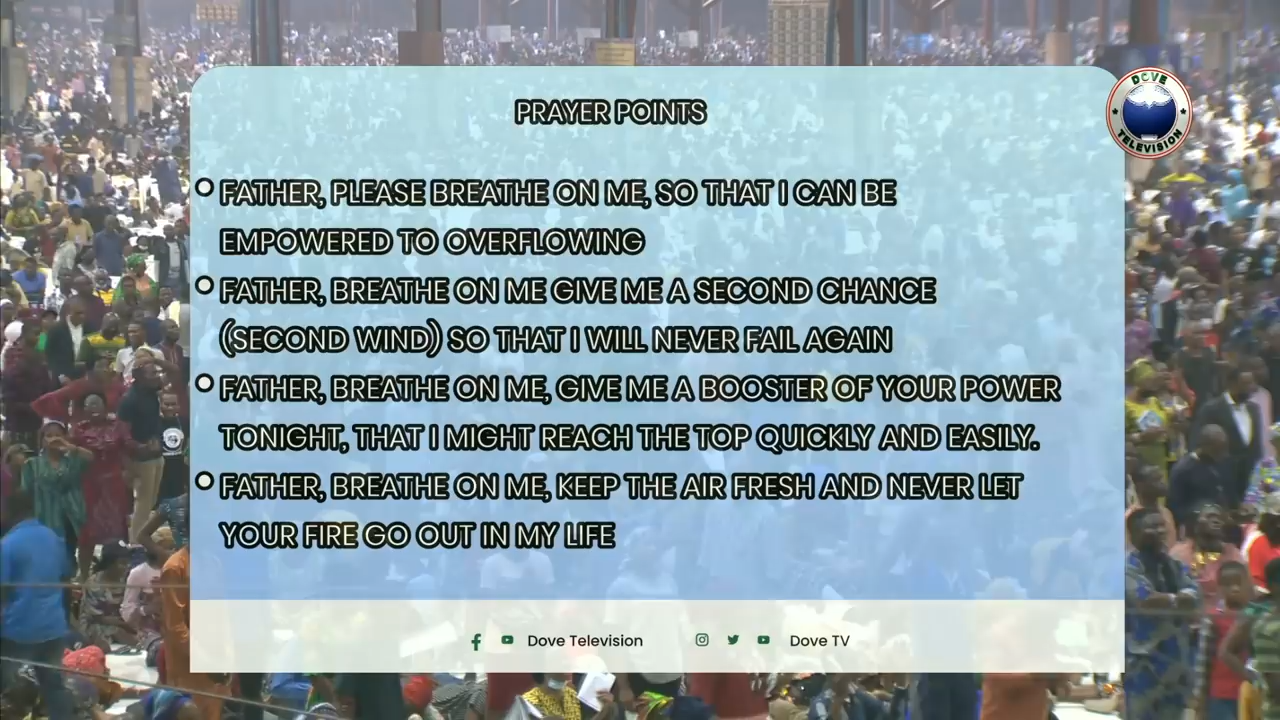 DOVE
TELEVISION
PRAYER POINTS
FATHER, PLEASE BREATHE ON ME, SO THAT I CAN BE
EMPOWERED TO OVERFLOWING
FATHER, BREATHE ON ME GIVE ME A SECOND CHANCE
(SECOND WIND) SO THAT I WILL NEVER FAIL AGAIN
FATHER, BREATHE ON ME, GIVE ME A BOOSTER OF YOUR POWER
TONIGHT, THAT I MIGHT REACH THE TOP QUICKLY AND EASILY.
FATHER, BREATHE ON ME, KEEP THE AIR FRESH AND NEVER LET
YOUR FIRE GO OUT IN MY LIFE
Dove Television Dove TV